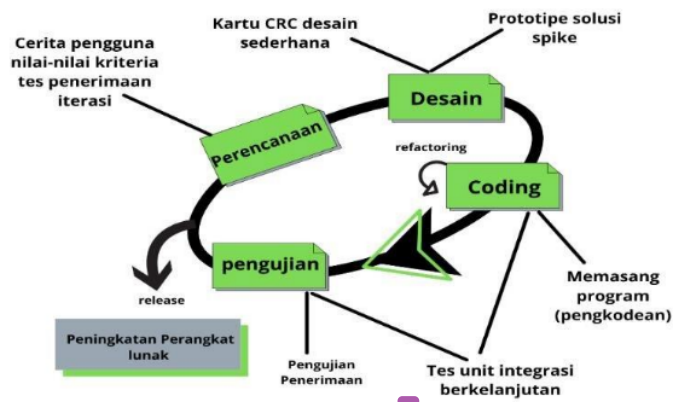 Cerita pengguna
nilai-nilai kriteria
tes penerimaan
iterasi
Kartu CRC desain
sederhana
Prototipe solusi
spike
Perencanaan
Desain
refactoring
Coding
pengujian
release
Peningkatan Perangkat
lunak
Pengujian
Penerimaan
Tes unit integrasi
berkelanjutan
Memasang
program
(pengkodean)